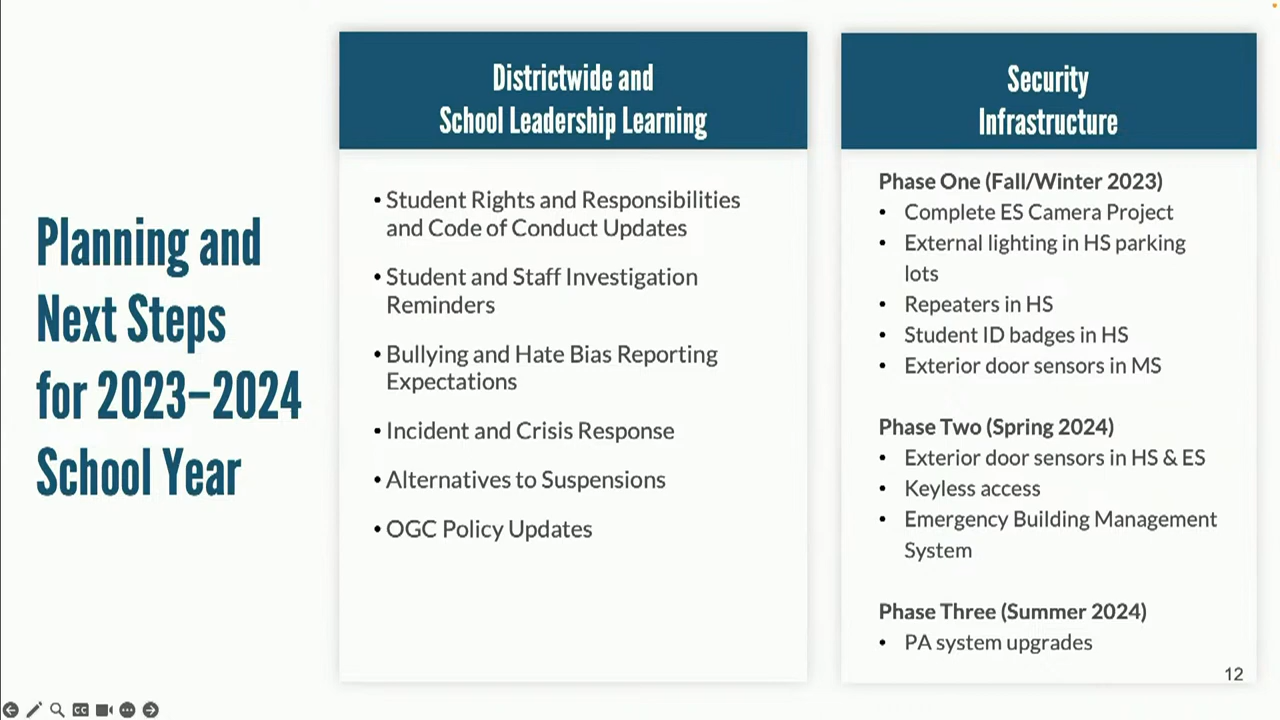 Planning and
Next Steps
for 2023–2024
School Year
Districtwide and
School Leadership Learning
• Student Rights and Responsibilities
and Code of Conduct Updates
• Student and Staff Investigation
Reminders
• Bullying and Hate Bias Reporting
Expectations
• Incident and Crisis Response
• Alternatives to Suspensions
• OGC Policy Updates
Security
Infrastructure
Phase One (Fall/Winter 2023)
• Complete ES Camera Project
• External lighting in HS parking
lots
• Repeaters in HS
• Student ID badges in HS
• Exterior door sensors in MS
Phase Two (Spring 2024)
• Exterior door sensors in HS & ES
• Keyless access
• Emergency Building Management
System
Phase Three (Summer 2024)
• PA system upgrades
12
CC